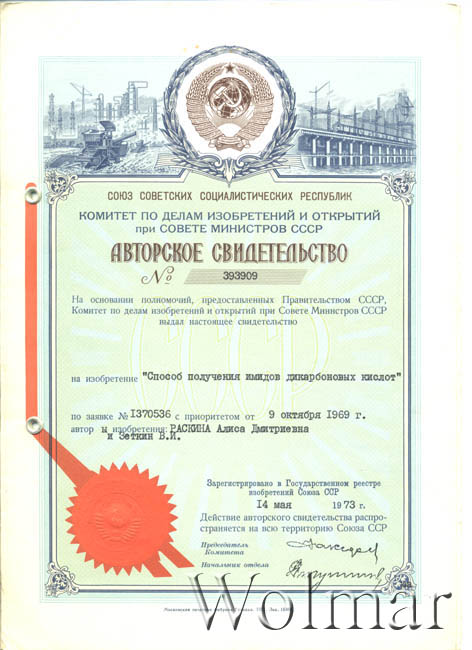 СОЮЗ СОВЕТСКИХ СОЦИАЛИСТИЧЕСКИХ РЕСПУБЛИК
КОМИТЕТ ПО ДЕЛАМ ИЗОБРЕТЕНИЙ И ОТКРЫТИЙ
при СОВЕТЕ МИНИСТРОВ СССР
АВТОРСКОЕ СВИДЕТЕЛЬСТВО
№ 393909
На основании полномочий, предоставленных Правительством СССР,
Комитет по делам изобретений и открытий при Совете Министров СССР
выдал настоящее свидетельство
на изобретение "Способ получения имидов дикарбоновых кислот"
по заявке № 1370536 с приоритетом от 9 октября 1969 г.
автор ы изобретения: РАСКИНА Алиса Дмитриевна
и Зеткин В.И.
Зарегистрировано в Государственном реестре
изобретений Союза ССР
14 мая 1973 г.
Действие авторского свидетельства распро-
страняется на всю территорию Союза ССР
Председатель
Комитета
Начальник отдела
Wolmar